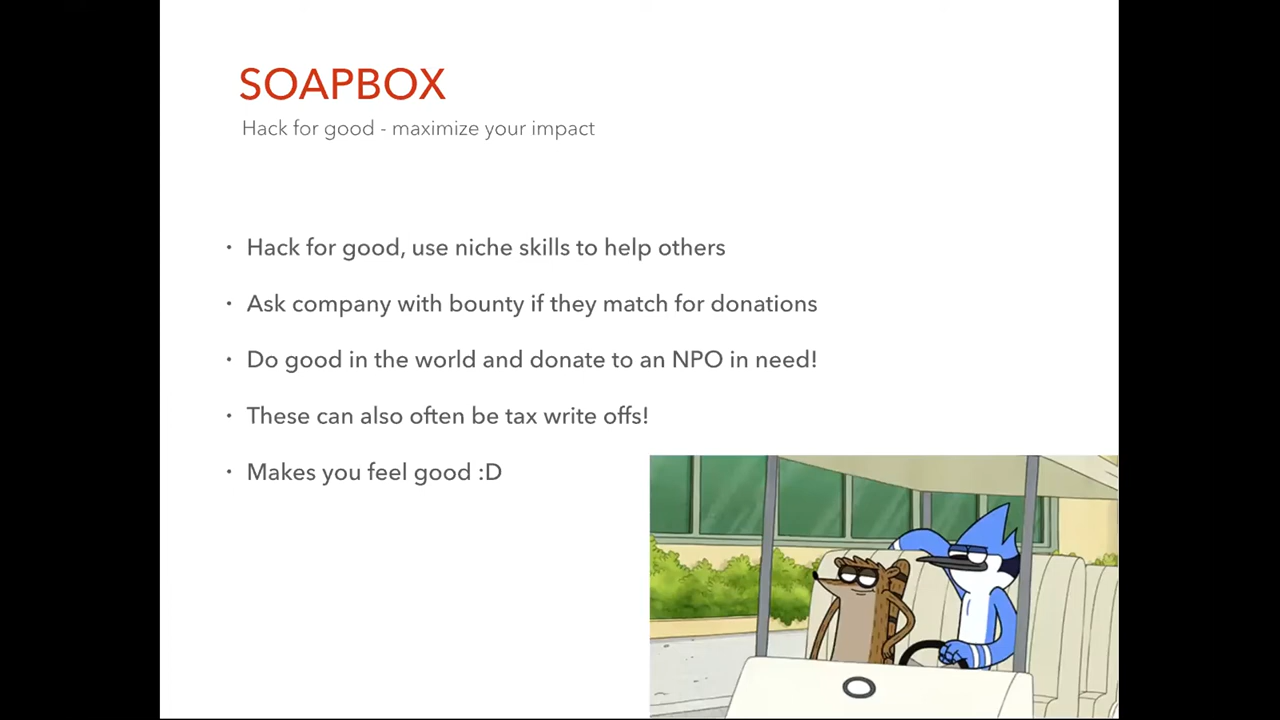 SOAPBOX
Hack for good - maximize your impact
• Hack for good, use niche skills to help others
• Ask company with bounty if they match for donations
• Do good in the world and donate to an NPO in need!
• These can also often be tax write offs!
• Makes you feel good :D